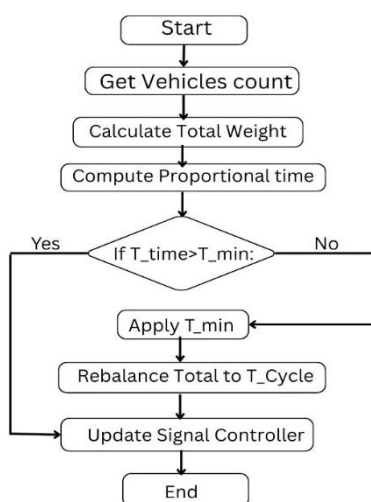 Start
Get Vehicles count
Calculate Total Weight
Compute Proportional time
If T_time>T_min:
Yes
No
Apply T_min
Rebalance Total to T_Cycle
Update Signal Controller
End